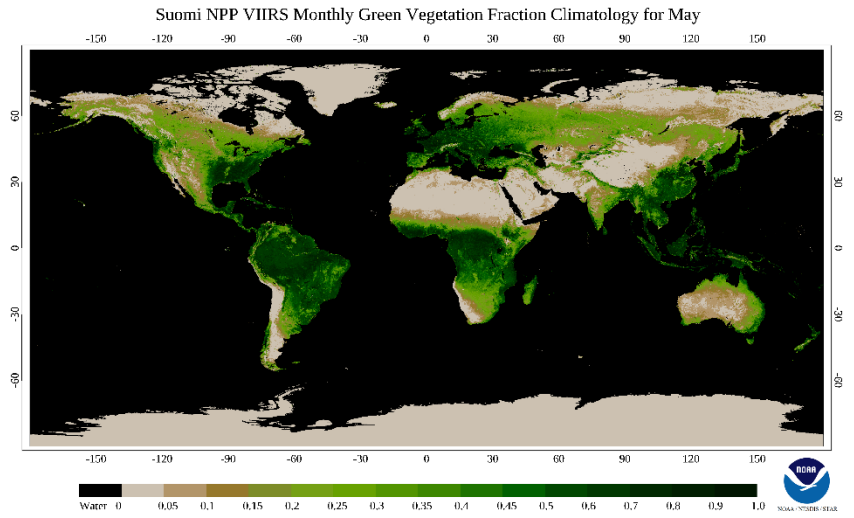 Suomi NPP VIIRS Monthly Green Vegetation Fraction Climatology for May
-150 -120 -90 -60 -30 0 30 60 90 120 150
60 60
30 30
0 0
-30 -30
-60 -60
-150 -120 -90 -60 -30 0 30 60 90 120 150
Water 0 0.05 0.1 0.15 0.2 0.25 0.3 0.35 0.4 0.45 0.5 0.6 0.7 0.8 0.9 1.0
NOAA
NOAA · NESDIS · STAR